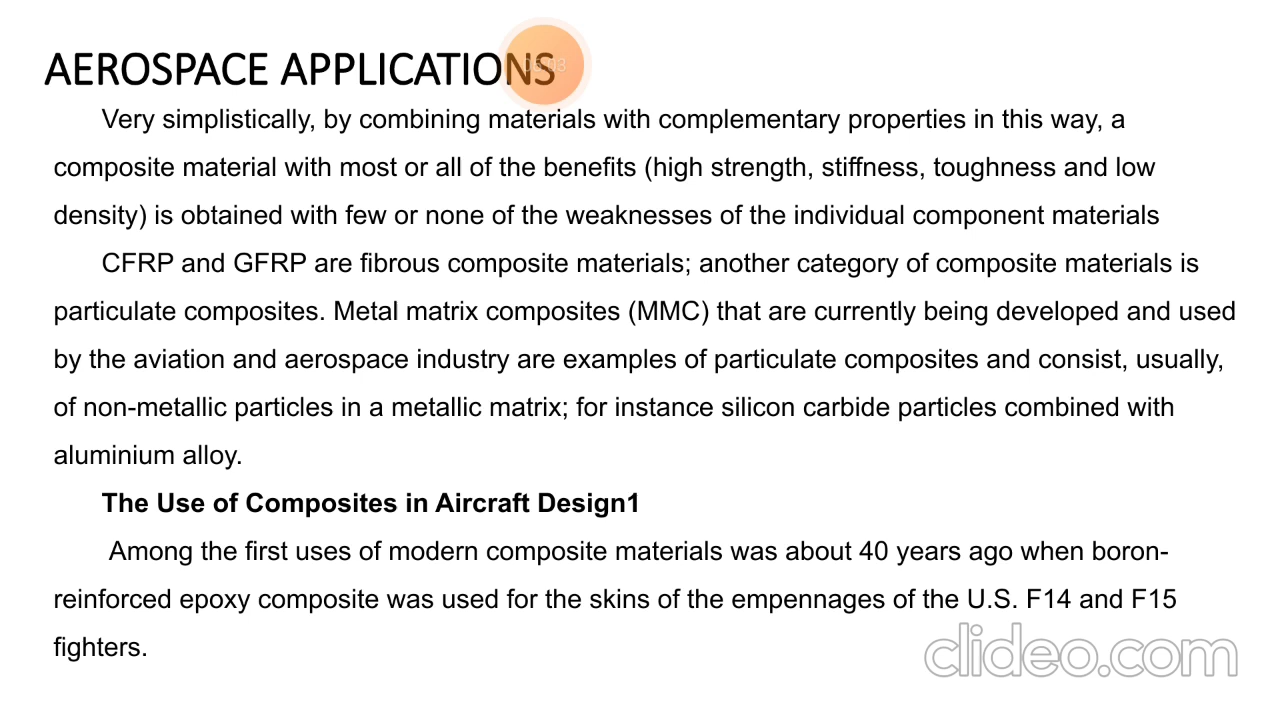 AEROSPACE APPLICATIONS
Very simplistically, by combining materials with complementary properties in this way, a
composite material with most or all of the benefits (high strength, stiffness, toughness and low
density) is obtained with few or none of the weaknesses of the individual component materials
CFRP and GFRP are fibrous composite materials; another category of composite materials is
particulate composites. Metal matrix composites (MMC) that are currently being developed and used
by the aviation and aerospace industry are examples of particulate composites and consist, usually,
of non-metallic particles in a metallic matrix; for instance silicon carbide particles combined with
aluminium alloy.
The Use of Composites in Aircraft Design1
Among the first uses of modern composite materials was about 40 years ago when boron-
reinforced epoxy composite was used for the skins of the empennages of the U.S. F14 and F15
fighters.
clideo.com